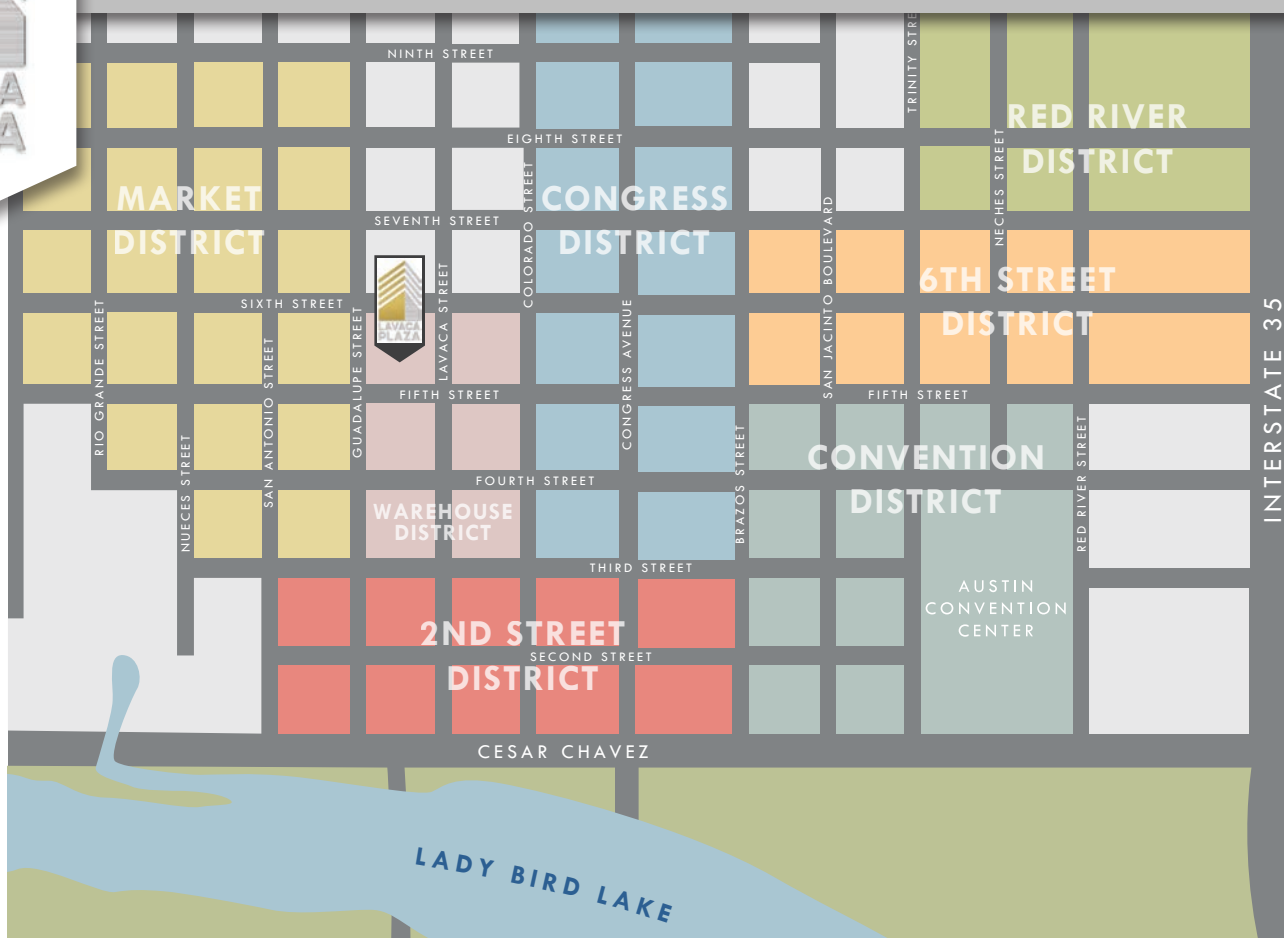 A
A
NINTH STREET
TRINITY STRE
RED RIVER
DISTRICT
EIGHTH STREET
NECHES STREET
MARKET
DISTRICT
COLORADO STREET
CONGRESS
DISTRICT
SEVENTH STREET
SAN JACINTO BOULEVARD
6TH STREET
DISTRICT
LAVACA
PLAZA
LAVACA STREET
SIXTH STREET
RIO GRANDE STREET
SAN ANTONIO STREET
GUADALUPE STREET
CONGRESS AVENUE
INTERSTATE 35
FIFTH STREET
FIFTH STREET
NUECES STREET
BRAZOS STREET
CONVENTION
DISTRICT
RED RIVER STREET
FOURTH STREET
WAREHOUSE
DISTRICT
THIRD STREET
AUSTIN
CONVENTION
CENTER
2ND STREET
SECOND STREET
DISTRICT
CESAR CHAVEZ
LADY BIRD LAKE